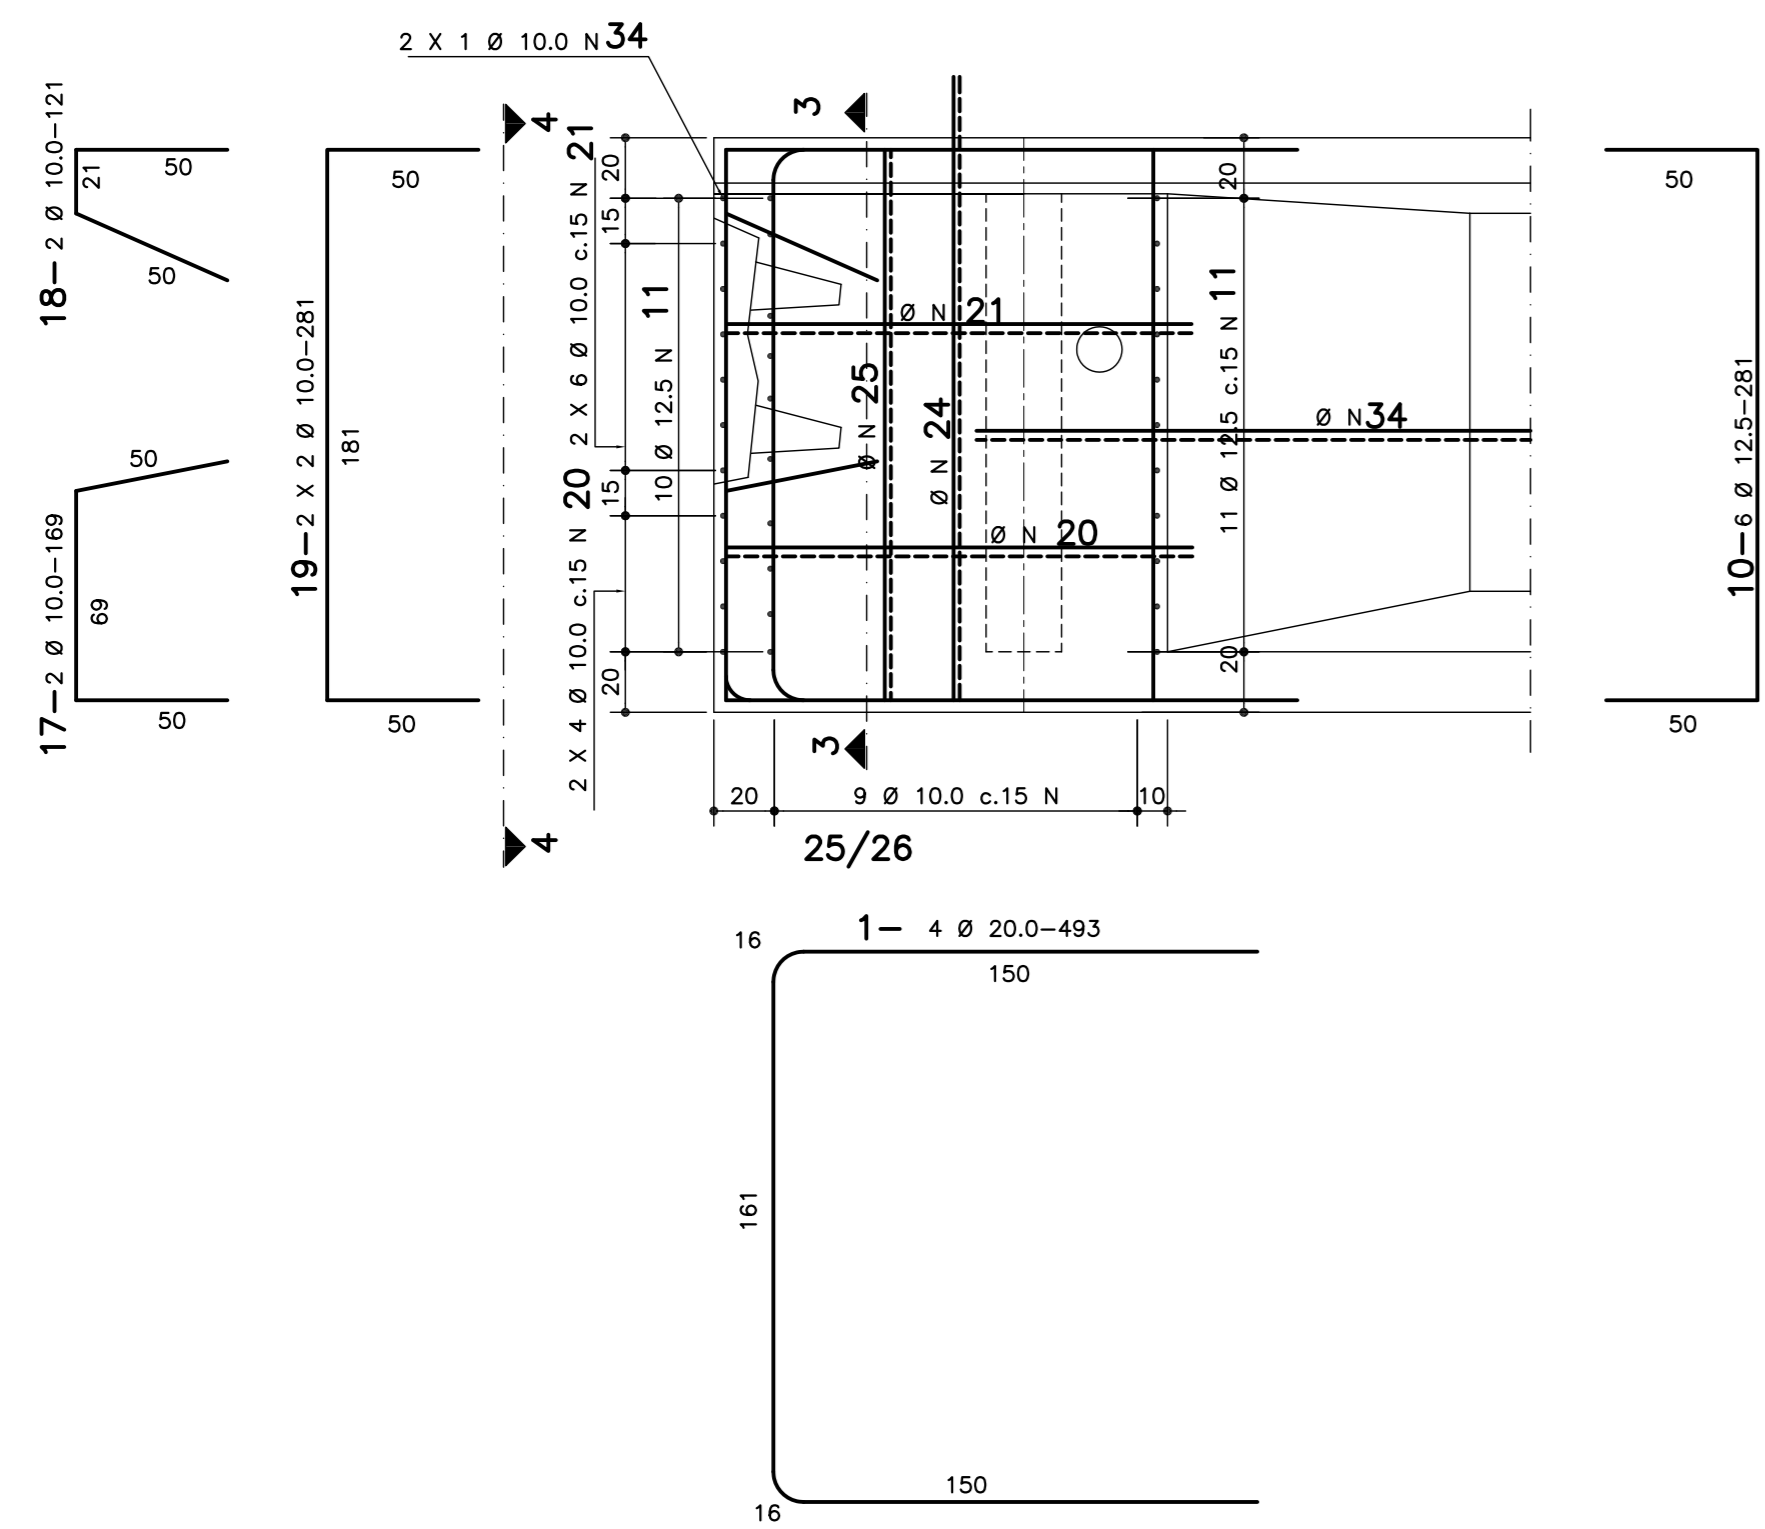 2 X 1 Ø 10.0 N 34
18-2 Ø 10.0-121
21
50
50
17-2 Ø 10.0-169
50
69
50
19-2 X 2 Ø 10.0-281
50
181
50
4
4
2 X 6 Ø 10.0 c.15 N 21
2 X 4 Ø 10.0 c.15 N 20
20
15
15
20
10 Ø 12.5 N 11
3
3
Ø N 21
Ø N 25
Ø N 24
Ø N 20
Ø N 34
20
11 Ø 12.5 c.15 N 11
20
20
9 Ø 10.0 c.15 N
10
25/26
50
10-6 Ø 12.5-281
50
1- 4 Ø 20.0-493
16
150
161
150
16